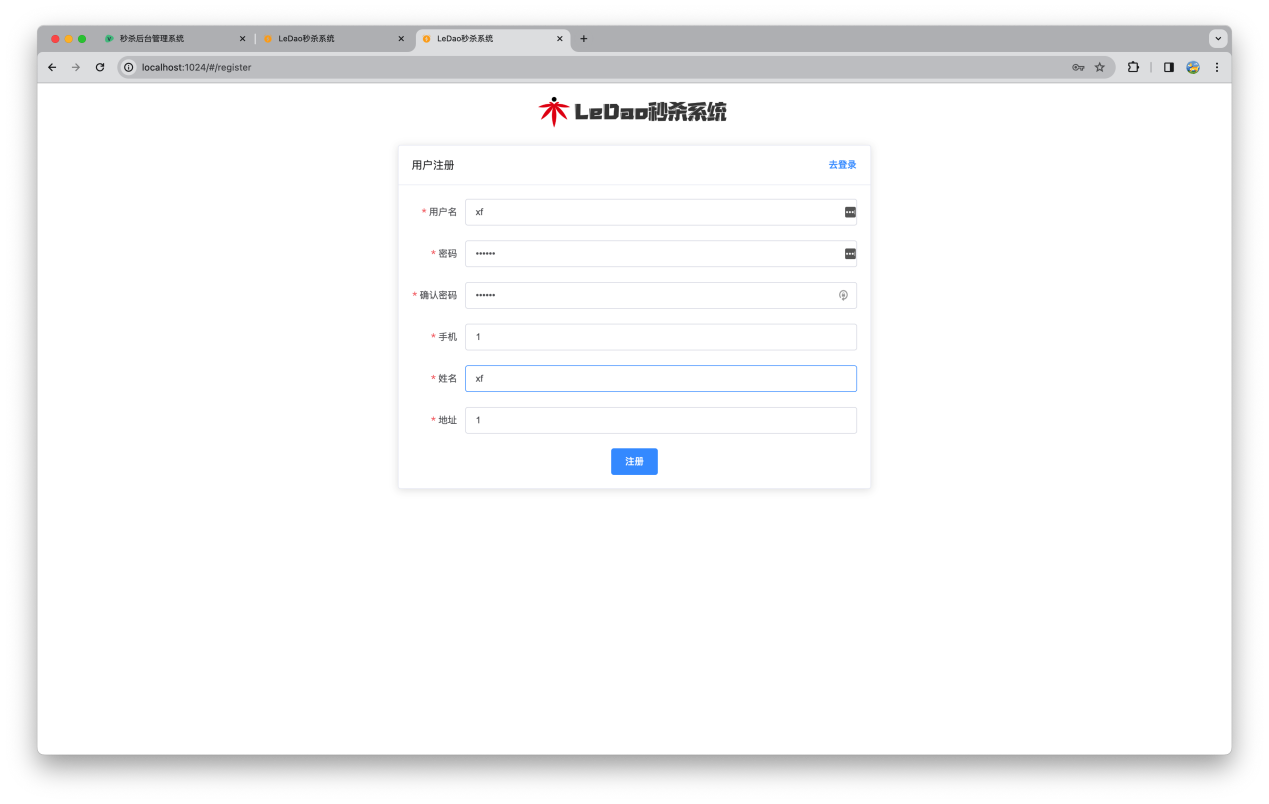 秒杀后台管理系统
LeDao秒杀系统
LeDao秒杀系统
localhost:1024/#/register
LeDao秒杀系统
用户注册 去登录
* 用户名 xf
* 密码 ••••••
* 确认密码 ••••••
* 手机 1
* 姓名 xf
* 地址 1
注册